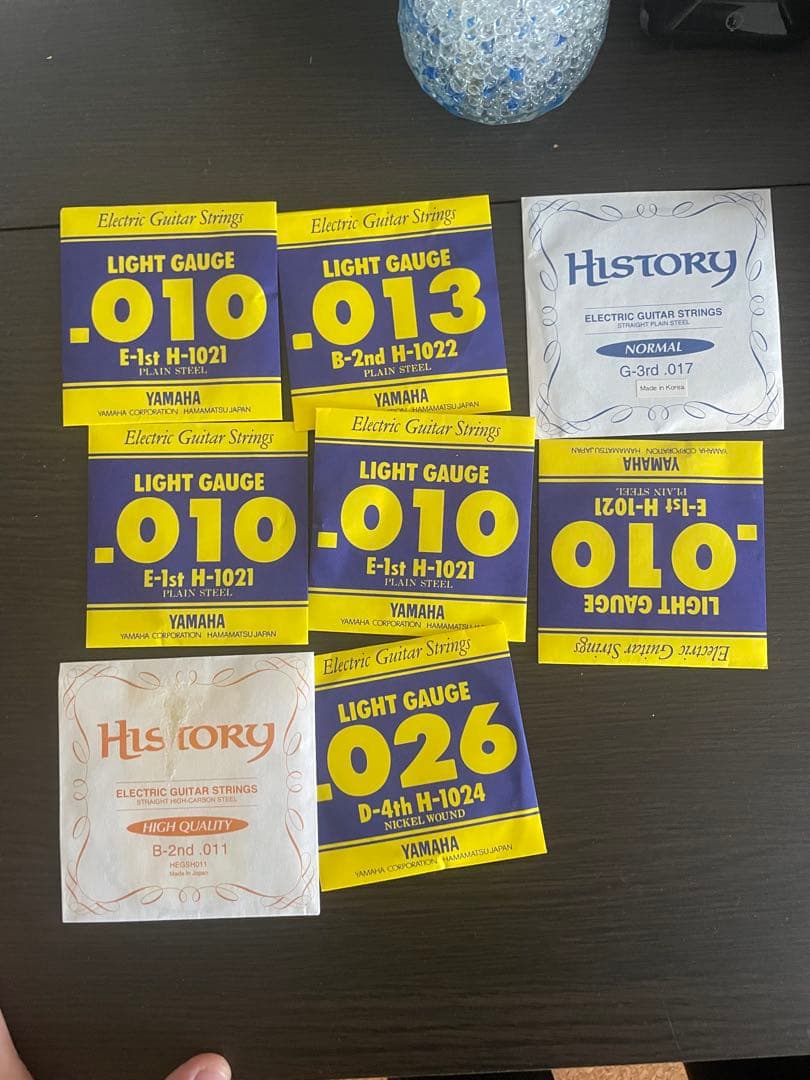 Electric Guitar Strings
LIGHT GAUGE
.010
E-1st H-1021
PLAIN STEEL
YAMAHA
YAMAHA CORPORATION HAMAMATSU JAPAN
Electric Guitar Strings
LIGHT GAUGE
.013
B-2nd H-1022
PLAIN STEEL
YAMAHA
YAMAHA CORPORATION HAMAMATSU JAPAN
HISTORY
ELECTRIC GUITAR STRINGS
STRAIGHT PLAIN STEEL
NORMAL
G-3rd .017
Made in Korea
Electric Guitar Strings
LIGHT GAUGE
.010
E-1st H-1021
PLAIN STEEL
YAMAHA
YAMAHA CORPORATION HAMAMATSU JAPAN
Electric Guitar Strings
LIGHT GAUGE
.010
E-1st H-1021
PLAIN STEEL
YAMAHA
YAMAHA CORPORATION HAMAMATSU
Electric Guitar Strings
LIGHT GAUGE
.010
E-1st H-1021
PLAIN STEEL
YAMAHA
YAMAHA CORPORATION HAMAMATSU JAPAN
HISTORY
ELECTRIC GUITAR STRINGS
STRAIGHT HIGH-CARBON STEEL
HIGH QUALITY
B-2nd .011
HEGSH011
Made in Japan
Electric Guitar Strings
LIGHT GAUGE
.026
D-4th H-1024
NICKEL WOUND
YAMAHA
YAMAHA CORPORATION HAMAMATSU JAPAN